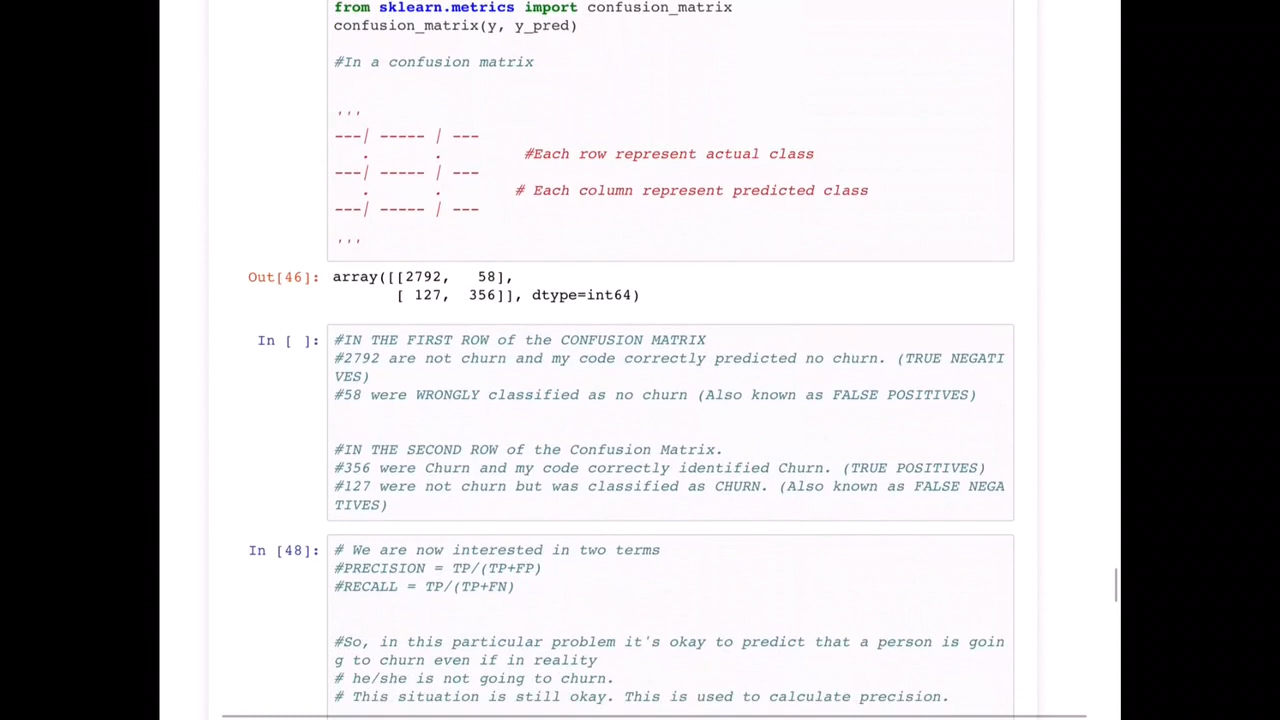 from sklearn.metrics import confusion_matrix
confusion_matrix(y, y_pred)
#In a confusion matrix
'''
---| ----- | ---
. . #Each row represent actual class
---| ----- | ---
. . # Each column represent predicted class
---| ----- | ---
'''
Out[46]: array([[2792, 58],
[ 127, 356]], dtype=int64)
In [ ]: #IN THE FIRST ROW of the CONFUSION MATRIX
#2792 are not churn and my code correctly predicted no churn. (TRUE NEGATI
VES)
#58 were WRONGLY classified as no churn (Also known as FALSE POSITIVES)
#IN THE SECOND ROW of the Confusion Matrix.
#356 were Churn and my code correctly identified Churn. (TRUE POSITIVES)
#127 were not churn but was classified as CHURN. (Also known as FALSE NEGA
TIVES)
In [48]: # We are now interested in two terms
#PRECISION = TP/(TP+FP)
#RECALL = TP/(TP+FN)
#So, in this particular problem it's okay to predict that a person is goin
g to churn even if in reality
# he/she is not going to churn.
# This situation is still okay. This is used to calculate precision.